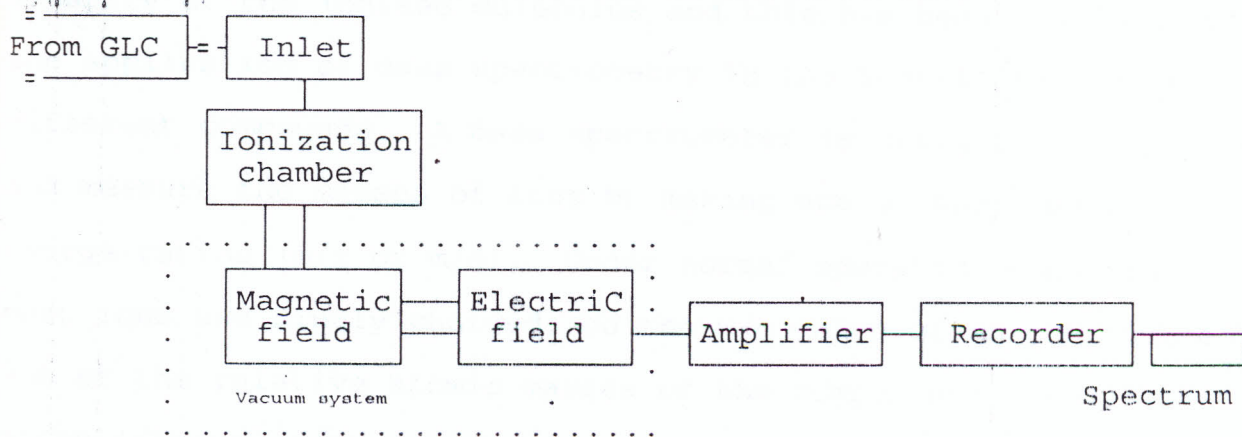 From GLC
Inlet
Ionization
chamber
Magnetic
field
ElectriC
field
Amplifier
Recorder
Vacuum system
Spectrum